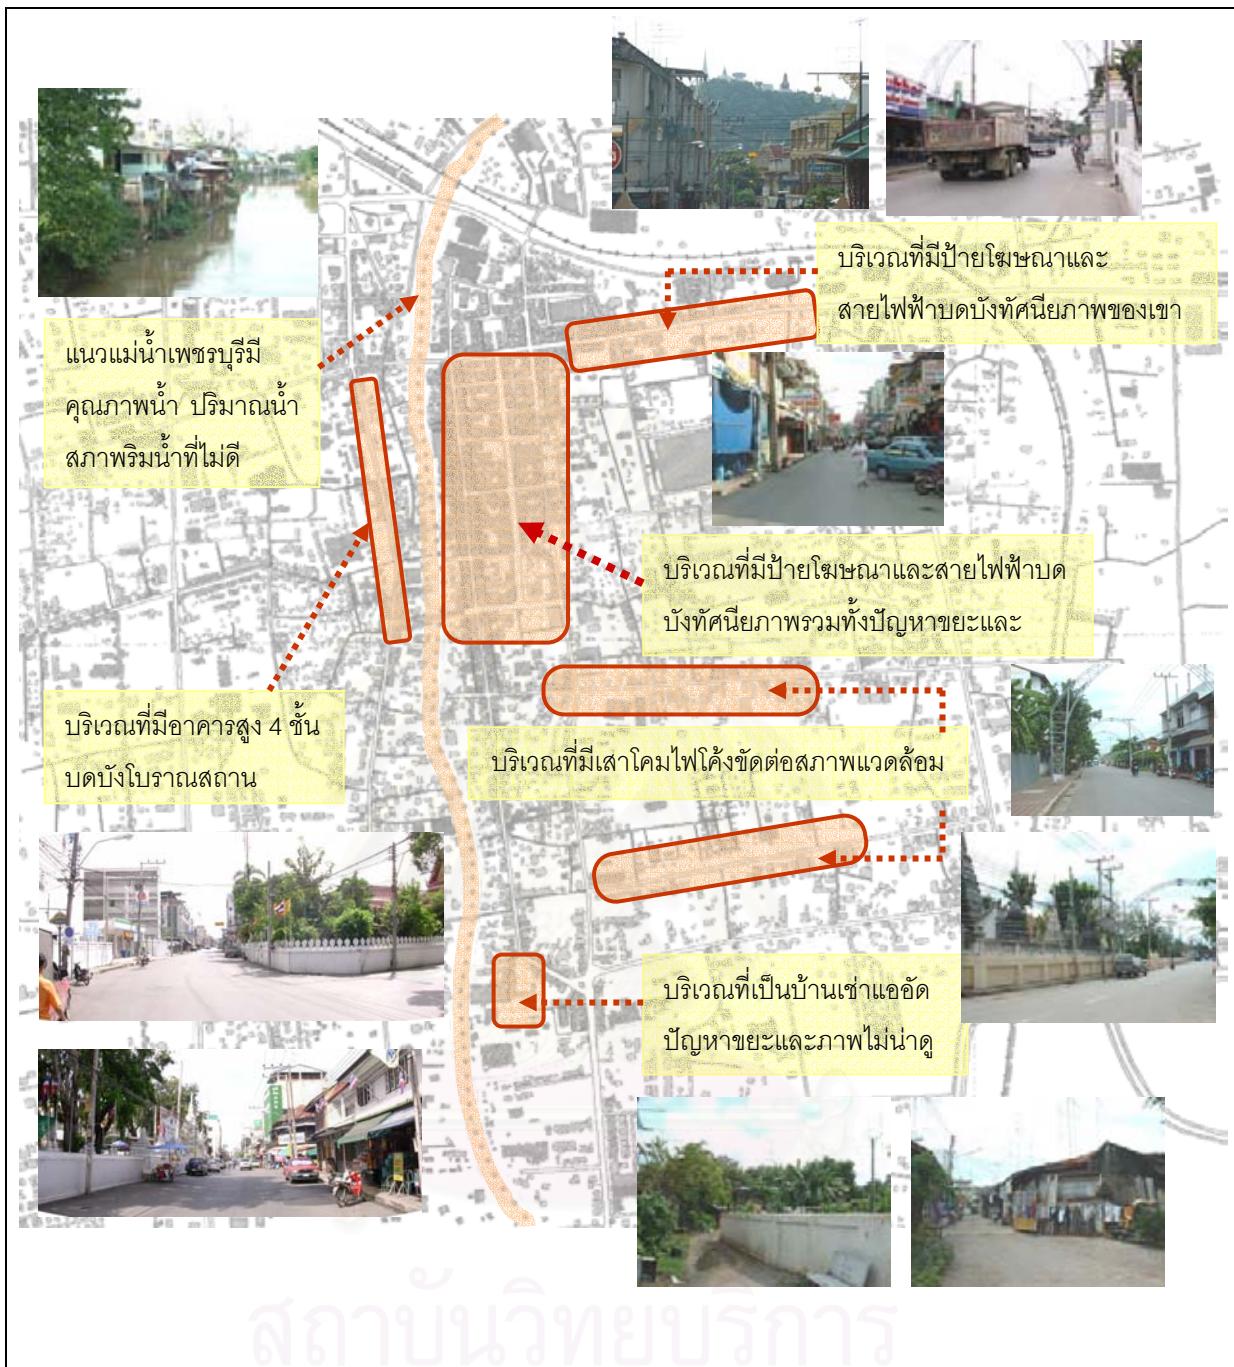 บริเวณที่มีป้ายโฆษณาและ
สายไฟฟ้าบดบังทัศนียภาพของเขา
แนวแม่น้ำเพชรบุรีมี
คุณภาพน้ำ ปริมาณน้ำ
สภาพริมน้ำที่ไม่ดี
บริเวณที่มีป้ายโฆษณาและสายไฟฟ้าบด
บังทัศนียภาพรวมทั้งปัญหาขยะและ
บริเวณที่มีอาคารสูง 4 ชั้น
บดบังโบราณสถาน
บริเวณที่มีเสาโคมไฟโค้งขัดต่อสภาพแวดล้อม
บริเวณที่เป็นบ้านเช่าแออัด
ปัญหาขยะและภาพไม่น่าดู
สถาบันวิทยบริการ